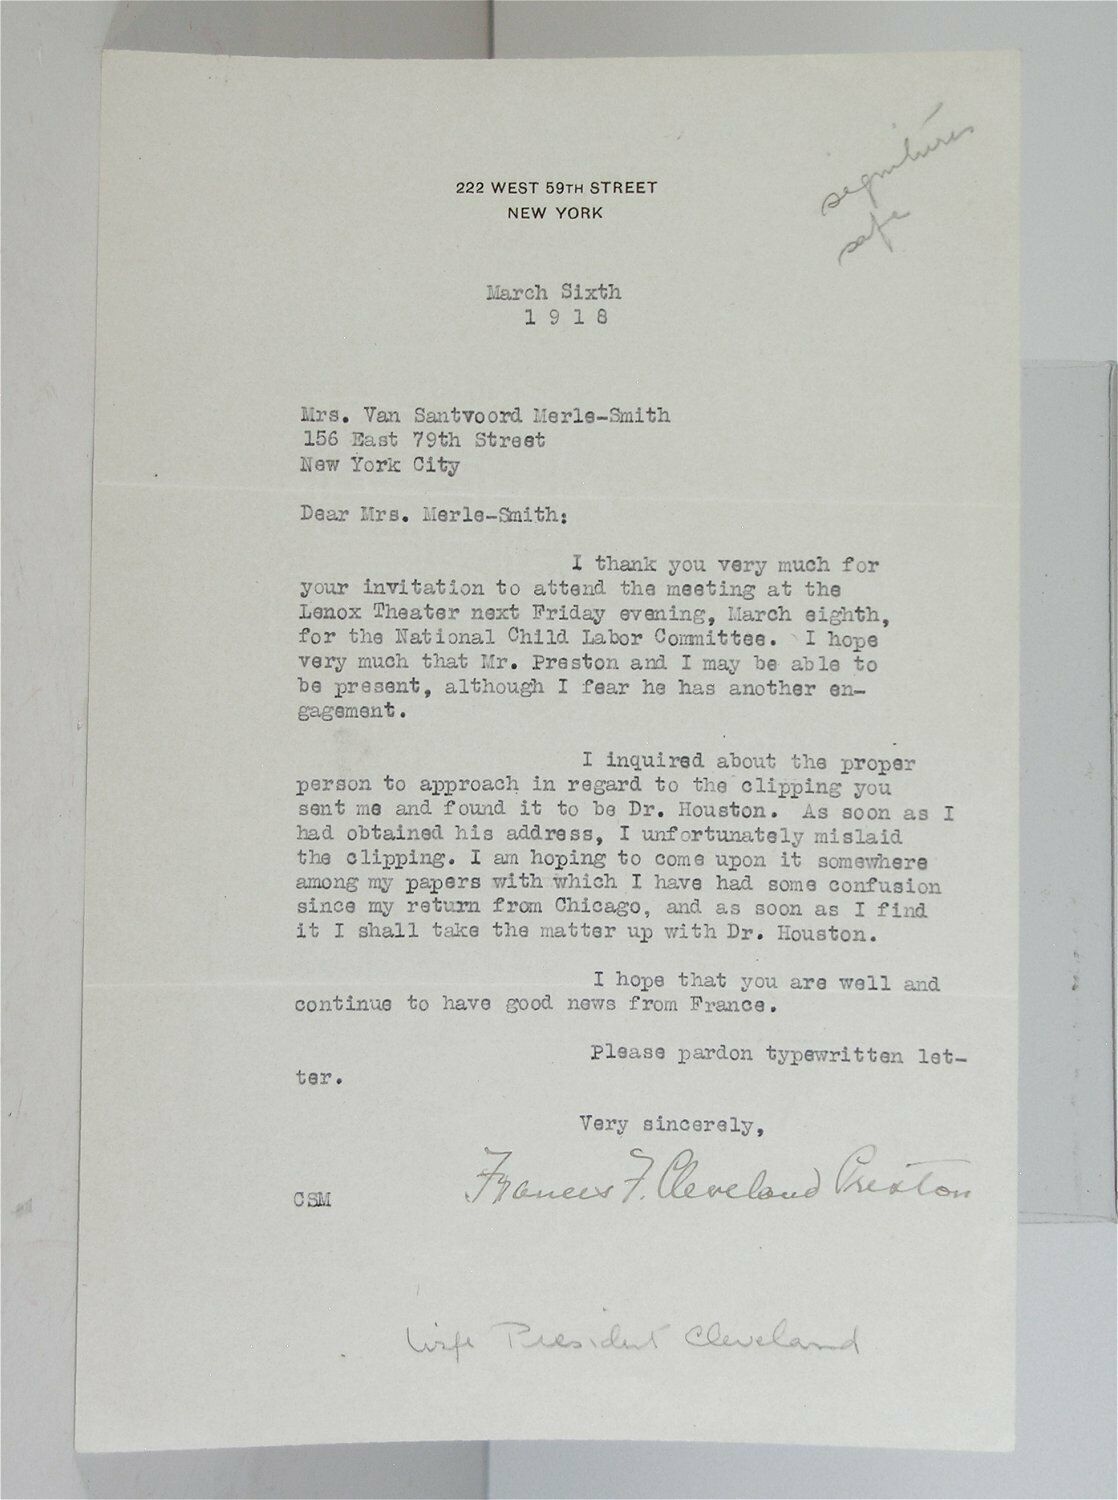 signitures
safe
222 WEST 59TH STREET
NEW YORK
March Sixth
1 9 1 8
Mrs. Van Santvoord Merle-Smith
156 East 79th Street
New York City
Dear Mrs. Merle-Smith:
I thank you very much for
your invitation to attend the meeting at the
Lenox Theater next Friday evening, March eighth,
for the National Child Labor Committee. I hope
very much that Mr. Preston and I may be able to
be present, although I fear he has another en-
gagement.
I inquired about the proper
person to approach in regard to the clipping you
sent me and found it to be Dr. Houston. As soon as I
had obtained his address, I unfortunately mislaid
the clipping. I am hoping to come upon it somewhere
among my papers with which I have had some confusion
since my return from Chicago, and as soon as I find
it I shall take the matter up with Dr. Houston.
I hope that you are well and
continue to have good news from France.
Please pardon typewritten let-
ter.
Very sincerely,
Frances F. Cleveland Preston
CSM
Wife President Cleveland